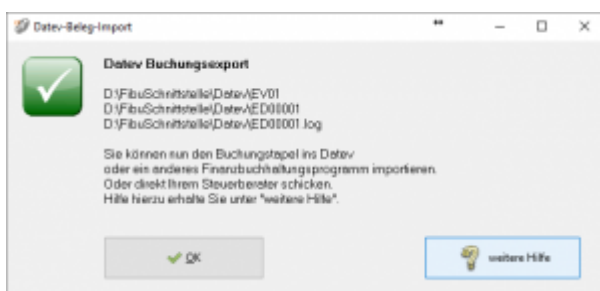 Datev-Beleg-Import
Datev Buchungsexport
D:\FibuSchnittstelle\Datev\EV01
D:\FibuSchnittstelle\Datev\ED00001
D:\FibuSchnittstelle\Datev\ED00001.log
Sie können nun den Buchungstapel ins Datev
oder ein anderes Finanzbuchhaltungsprogramm importieren.
Oder direkt Ihrem Steuerberater schicken.
Hilfe hierzu erhalte Sie unter "weitere Hilfe".
OK
weitere Hilfe